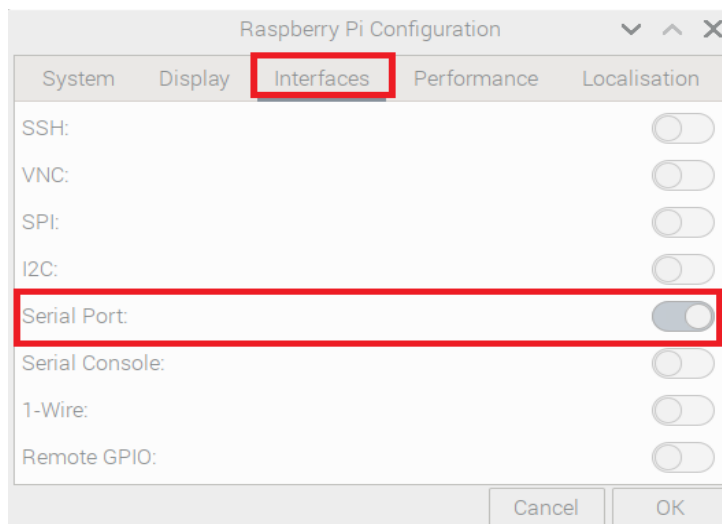 Raspberry Pi Configuration
System Display Interfaces Performance Localisation
SSH:
VNC:
SPI:
I2C:
Serial Port:
Serial Console:
1-Wire:
Remote GPIO:
Cancel OK